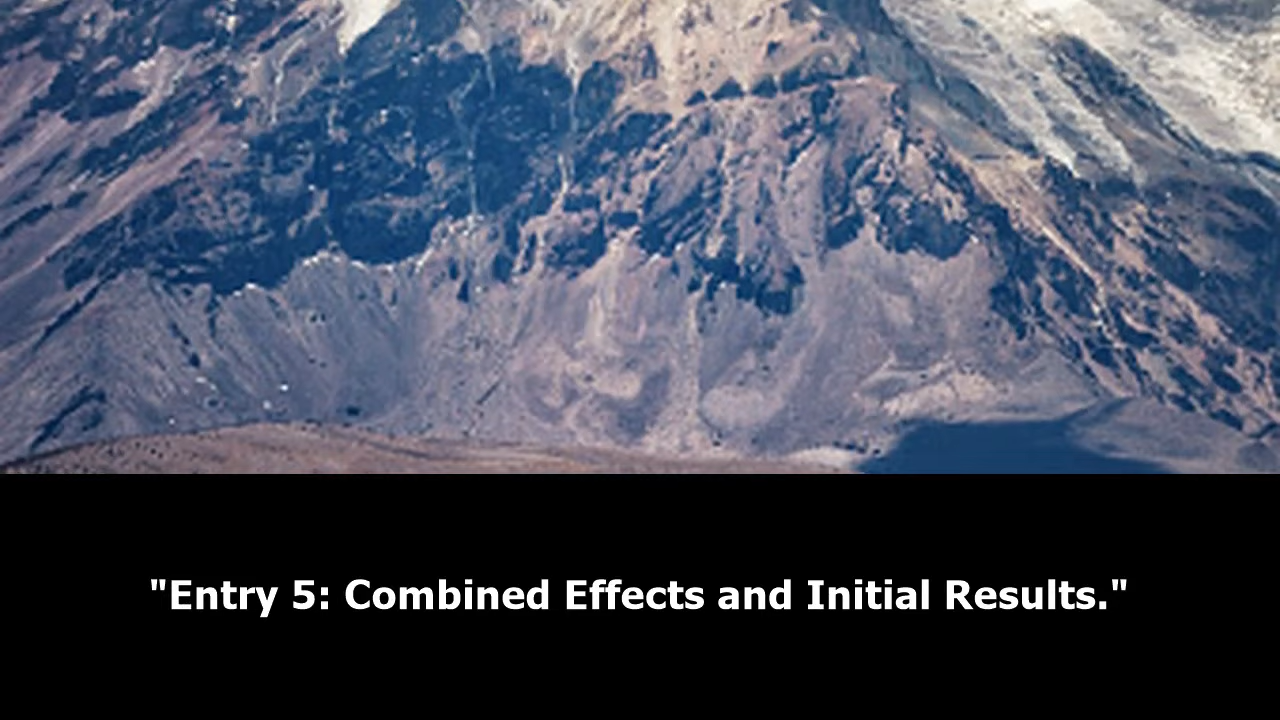 "Entry 5: Combined Effects and Initial Results."